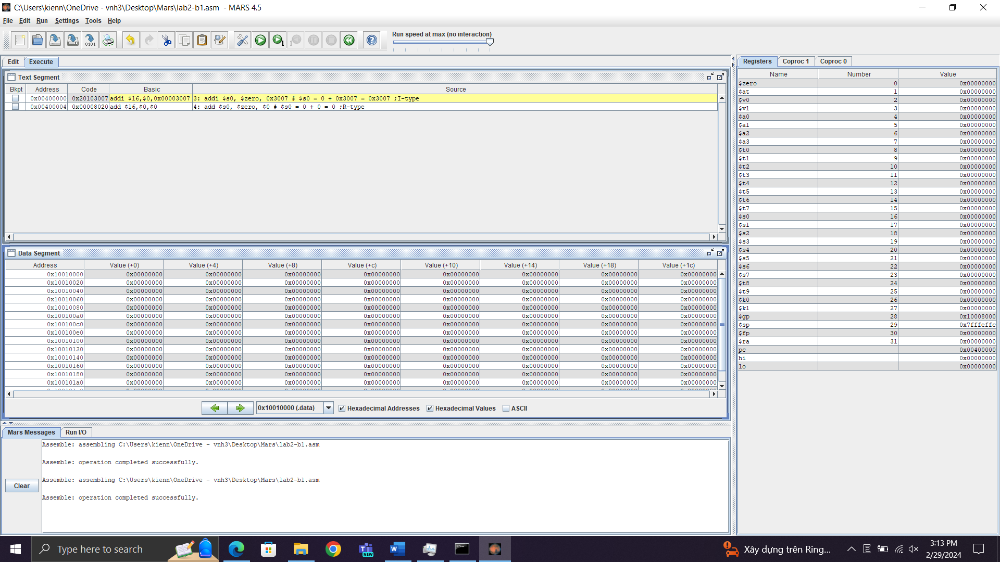 C:\Users\kienn\OneDrive - vnh3\Desktop\Mars\lab2-b1.asm - MARS 4.5
File Edit Run Settings Tools Help
Run speed at max (no interaction)
Edit Execute
Text Segment
Bkpt Address Code Basic Source
0x00400000 0x20103007 addi $16,$0,0x00003007 3: addi $s0, $zero, 0x3007 # $s0 = 0 + 0x3007 = 0x3007 ;I-type
0x00400004 0x00008020 add $16,$0,$0 4: add $s0, $zero, $0 # $s0 = 0 + 0 = 0 ;R-type
Data Segment
Address Value (+0) Value (+4) Value (+8) Value (+c) Value (+10) Value (+14) Value (+18) Value (+1c)
0x10010000 0x00000000 0x00000000 0x00000000 0x00000000 0x00000000 0x00000000 0x00000000 0x00000000
0x10010020 0x00000000 0x00000000 0x00000000 0x00000000 0x00000000 0x00000000 0x00000000 0x00000000
0x10010040 0x00000000 0x00000000 0x00000000 0x00000000 0x00000000 0x00000000 0x00000000 0x00000000
0x10010060 0x00000000 0x00000000 0x00000000 0x00000000 0x00000000 0x00000000 0x00000000 0x00000000
0x10010080 0x00000000 0x00000000 0x00000000 0x00000000 0x00000000 0x00000000 0x00000000 0x00000000
0x100100a0 0x00000000 0x00000000 0x00000000 0x00000000 0x00000000 0x00000000 0x00000000 0x00000000
0x100100c0 0x00000000 0x00000000 0x00000000 0x00000000 0x00000000 0x00000000 0x00000000 0x00000000
0x100100e0 0x00000000 0x00000000 0x00000000 0x00000000 0x00000000 0x00000000 0x00000000 0x00000000
0x10010100 0x00000000 0x00000000 0x00000000 0x00000000 0x00000000 0x00000000 0x00000000 0x00000000
0x10010120 0x00000000 0x00000000 0x00000000 0x00000000 0x00000000 0x00000000 0x00000000 0x00000000
0x10010140 0x00000000 0x00000000 0x00000000 0x00000000 0x00000000 0x00000000 0x00000000 0x00000000
0x10010160 0x00000000 0x00000000 0x00000000 0x00000000 0x00000000 0x00000000 0x00000000 0x00000000
0x10010180 0x00000000 0x00000000 0x00000000 0x00000000 0x00000000 0x00000000 0x00000000 0x00000000
0x100101a0 0x00000000 0x00000000 0x00000000 0x00000000 0x00000000 0x00000000 0x00000000 0x00000000
0x10010000 (.data) Hexadecimal Addresses Hexadecimal Values ASCII
Mars Messages Run I/O
Assemble: assembling C:\Users\kienn\OneDrive - vnh3\Desktop\Mars\lab2-b1.asm
Assemble: operation completed successfully.
Assemble: assembling C:\Users\kienn\OneDrive - vnh3\Desktop\Mars\lab2-b1.asm
Assemble: operation completed successfully.
Clear
Registers Coproc 1 Coproc 0
Name Number Value
$zero 0 0x00000000
$at 1 0x00000000
$v0 2 0x00000000
$v1 3 0x00000000
$a0 4 0x00000000
$a1 5 0x00000000
$a2 6 0x00000000
$a3 7 0x00000000
$t0 8 0x00000000
$t1 9 0x00000000
$t2 10 0x00000000
$t3 11 0x00000000
$t4 12 0x00000000
$t5 13 0x00000000
$t6 14 0x00000000
$t7 15 0x00000000
$s0 16 0x00000000
$s1 17 0x00000000
$s2 18 0x00000000
$s3 19 0x00000000
$s4 20 0x00000000
$s5 21 0x00000000
$s6 22 0x00000000
$s7 23 0x00000000
$t8 24 0x00000000
$t9 25 0x00000000
$k0 26 0x00000000
$k1 27 0x00000000
$gp 28 0x10008000
$sp 29 0x7fffeffc
$fp 30 0x00000000
$ra 31 0x00000000
pc 0x00400000
hi 0x00000000
lo 0x00000000
Type here to search
Xây dựng trên Ring...
3:13 PM
2/29/2024